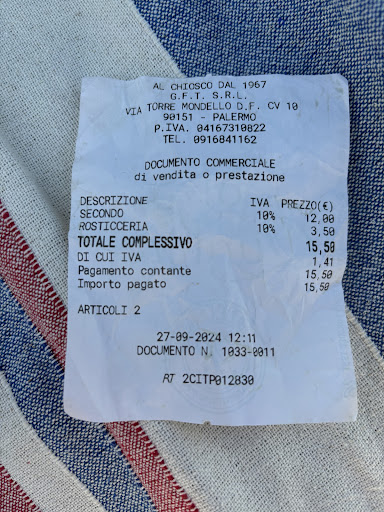 AL CHIOSCO DAL 1967
G.F.T. S.R.L.
VIA TORRE MONDELLO D.F. CV 10
90151 - PALERMO
P.IVA. 04167310822
TEL. 0916841162
DOCUMENTO COMMERCIALE
di vendita o prestazione
DESCRIZIONE IVA PREZZO(€)
SECONDO 10% 12,00
ROSTICCERIA 10% 3,50
TOTALE COMPLESSIVO 15,50
DI CUI IVA 1,41
Pagamento contante 15,50
Importo pagato 15,50
ARTICOLI 2
27-09-2024 12:11
DOCUMENTO N. 1033-0011
RT 2CITP012830